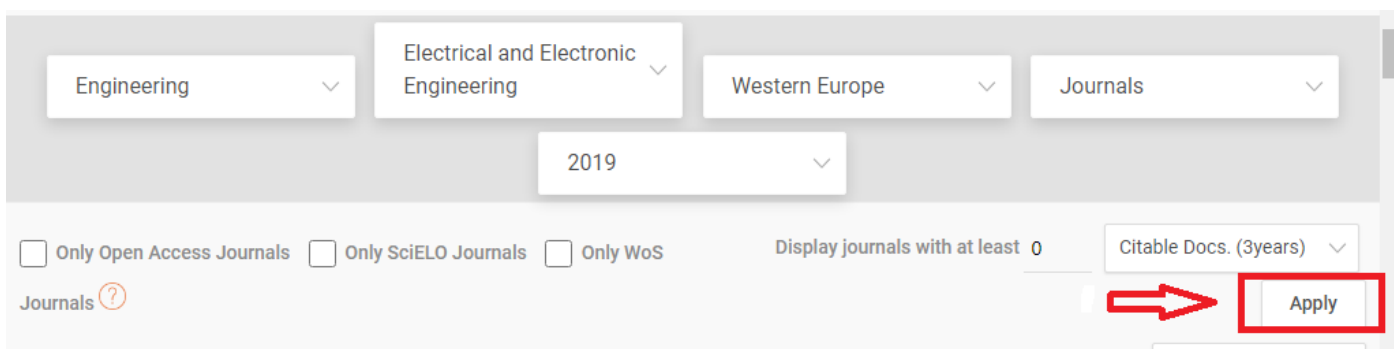 Engineering
Electrical and Electronic
Engineering
Western Europe
Journals
2019
Only Open Access Journals
Only SciELO Journals
Only WoS
Journals ?
Display journals with at least 0
Citable Docs. (3years)
Apply